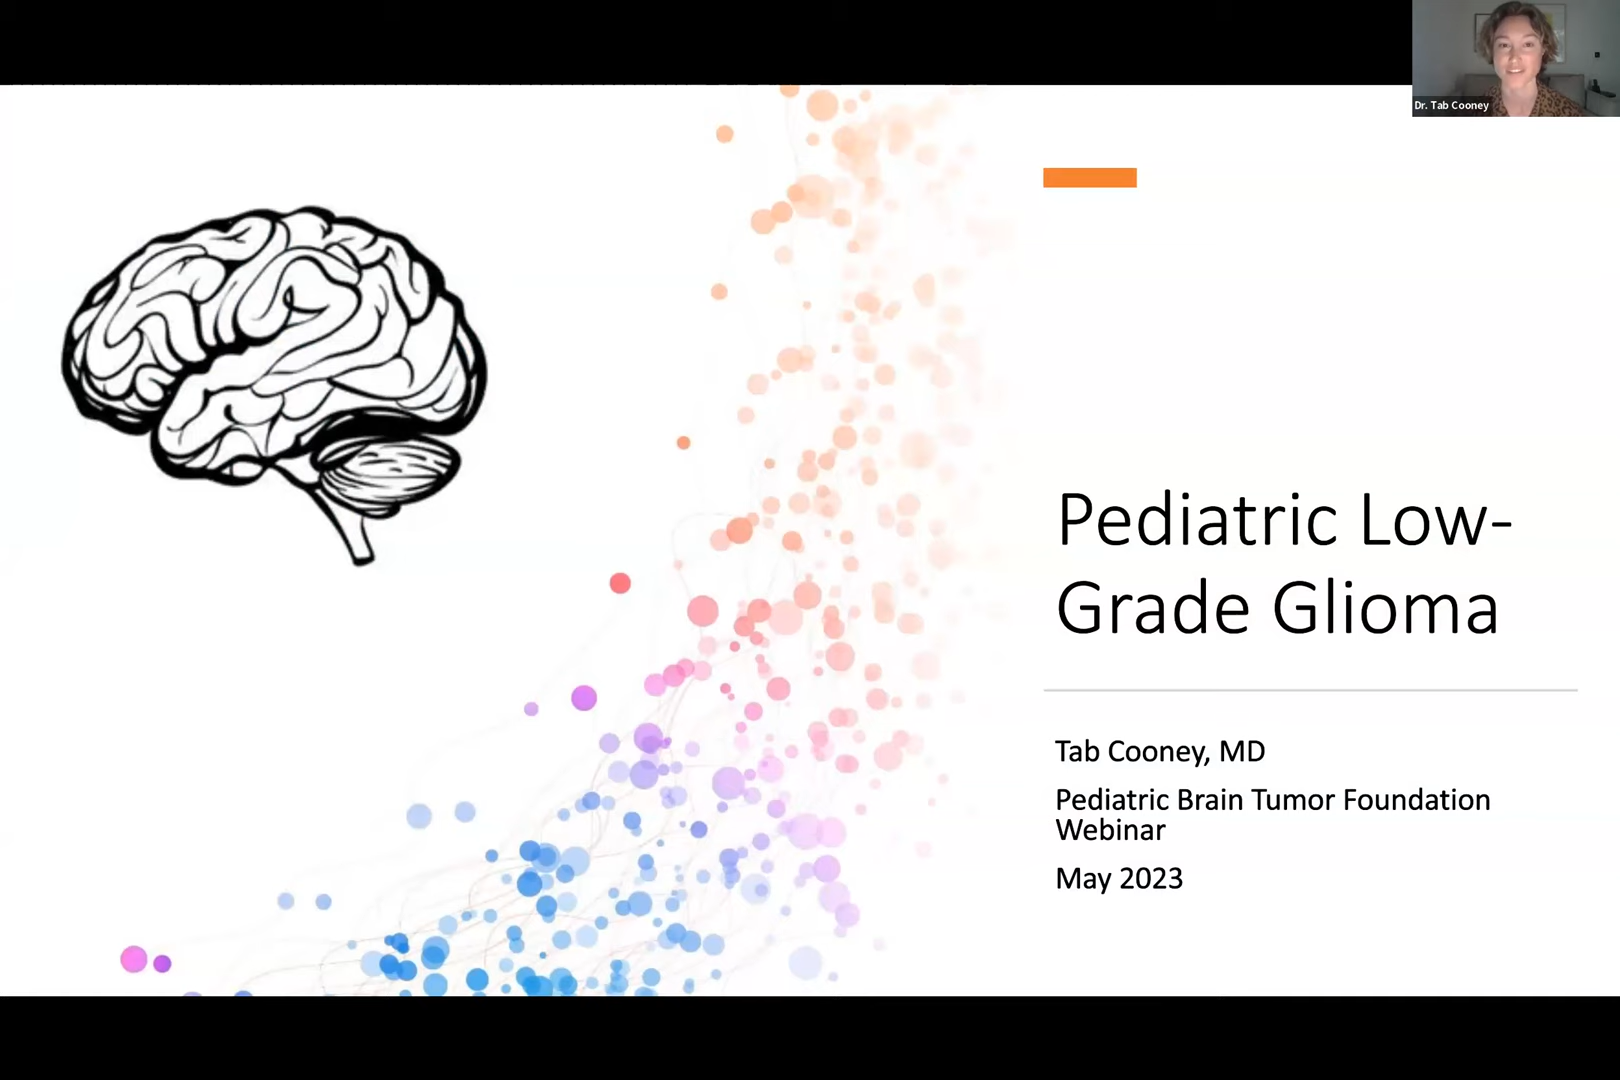 Dr. Tab Cooney
Pediatric Low-
Grade Glioma
Tab Cooney, MD
Pediatric Brain Tumor Foundation
Webinar
May 2023